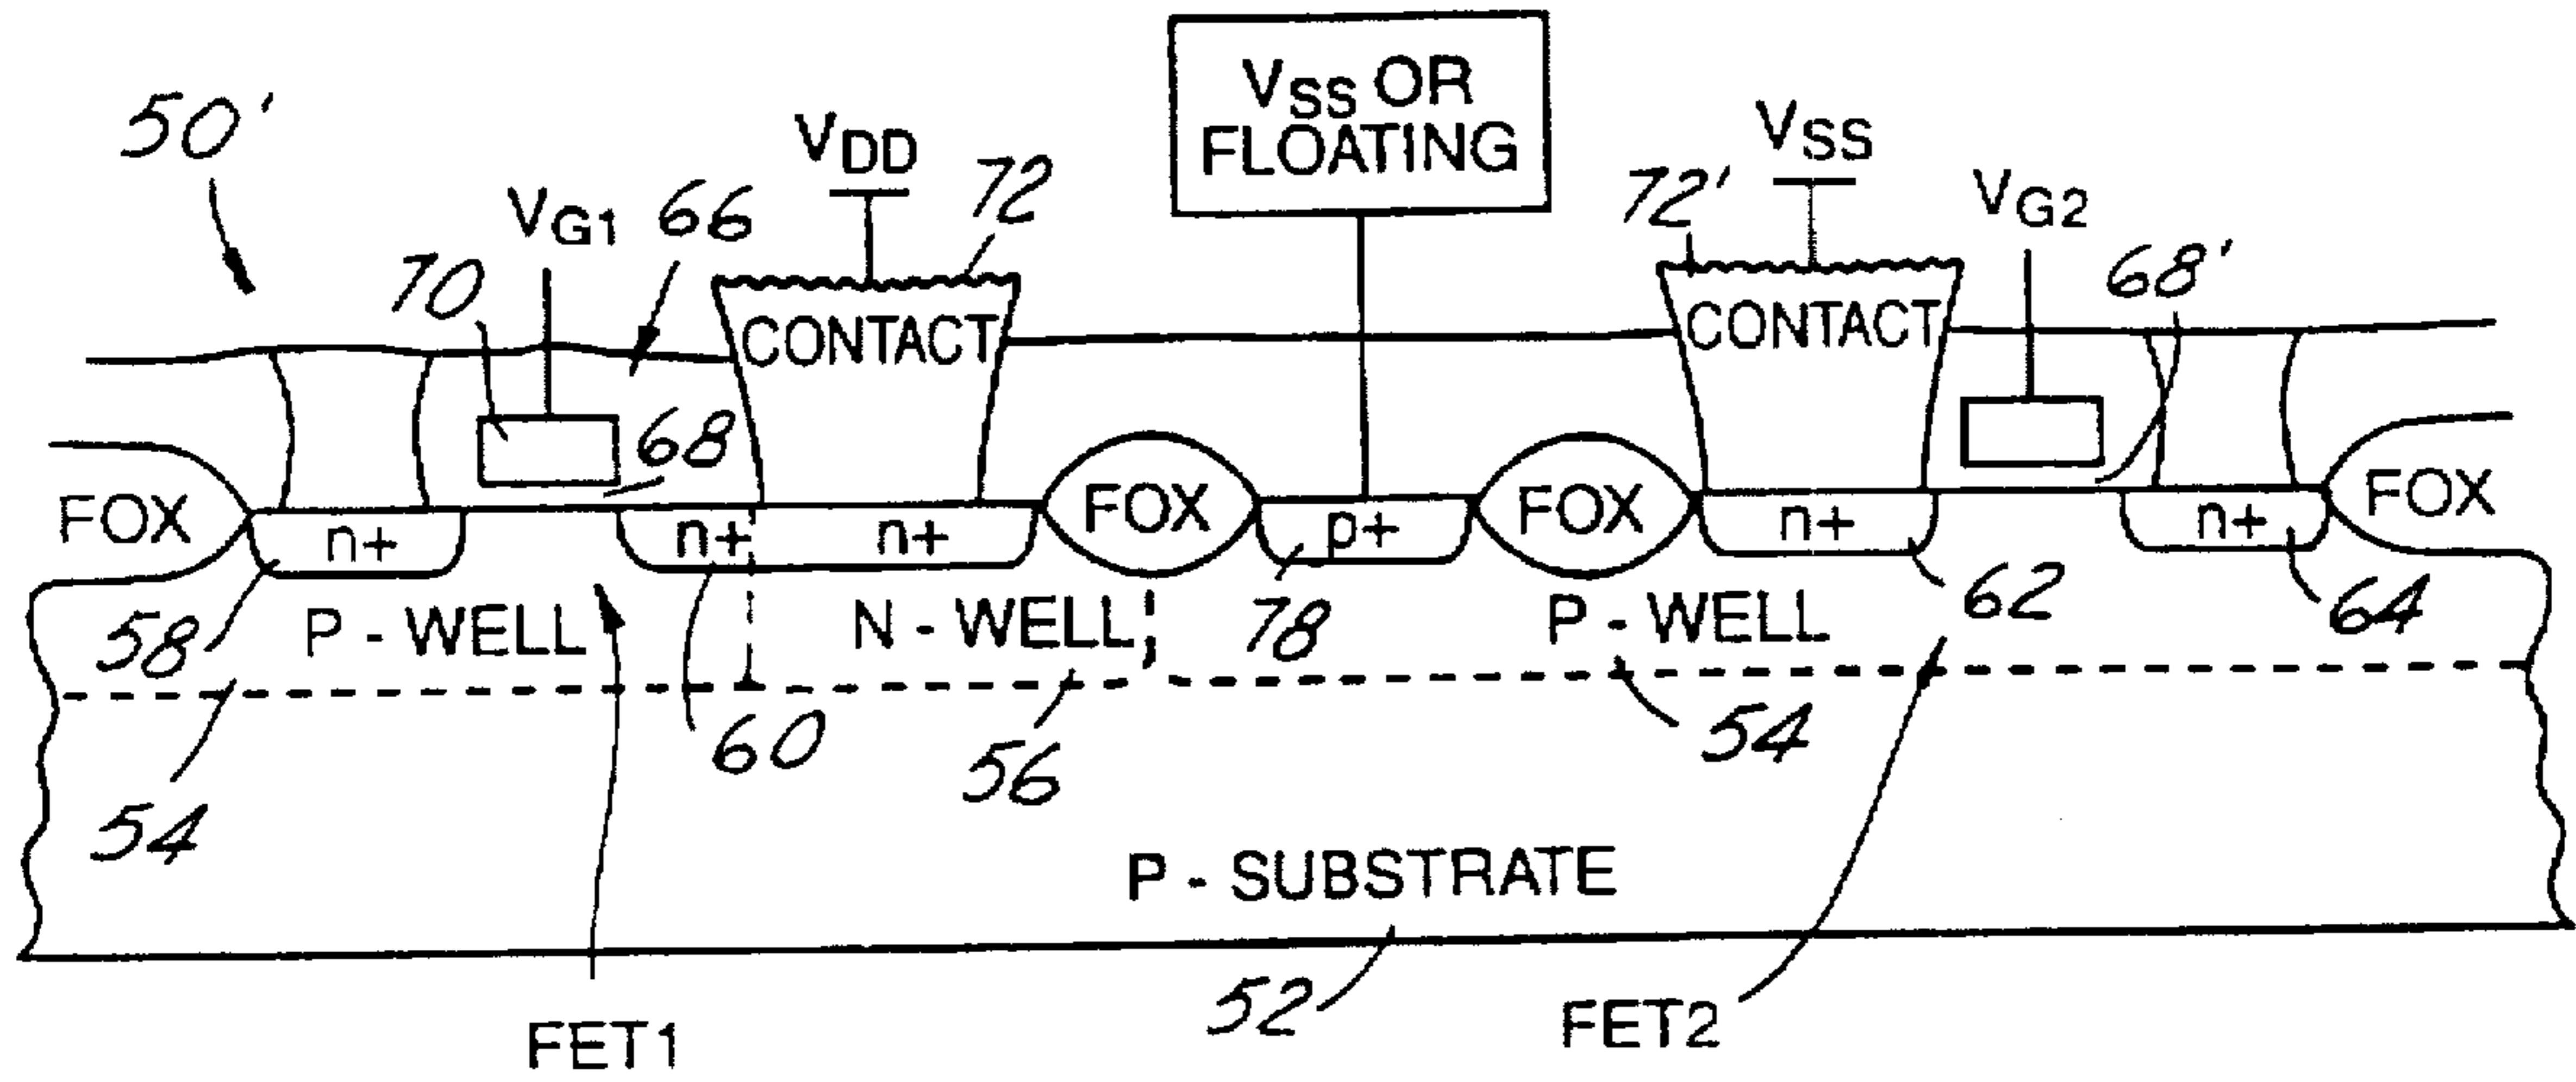 VSS OR
FLOATING
50'
VDD
72
VSS
72'
VG1
66
VG2
70
68'
CONTACT
CONTACT
68
FOX
n+
n+
n+
FOX
p+
FOX
n+
n+
FOX
58
P - WELL
N - WELL
78
P - WELL
62
64
54
60
56
54
P - SUBSTRATE
52
FET1
FET2